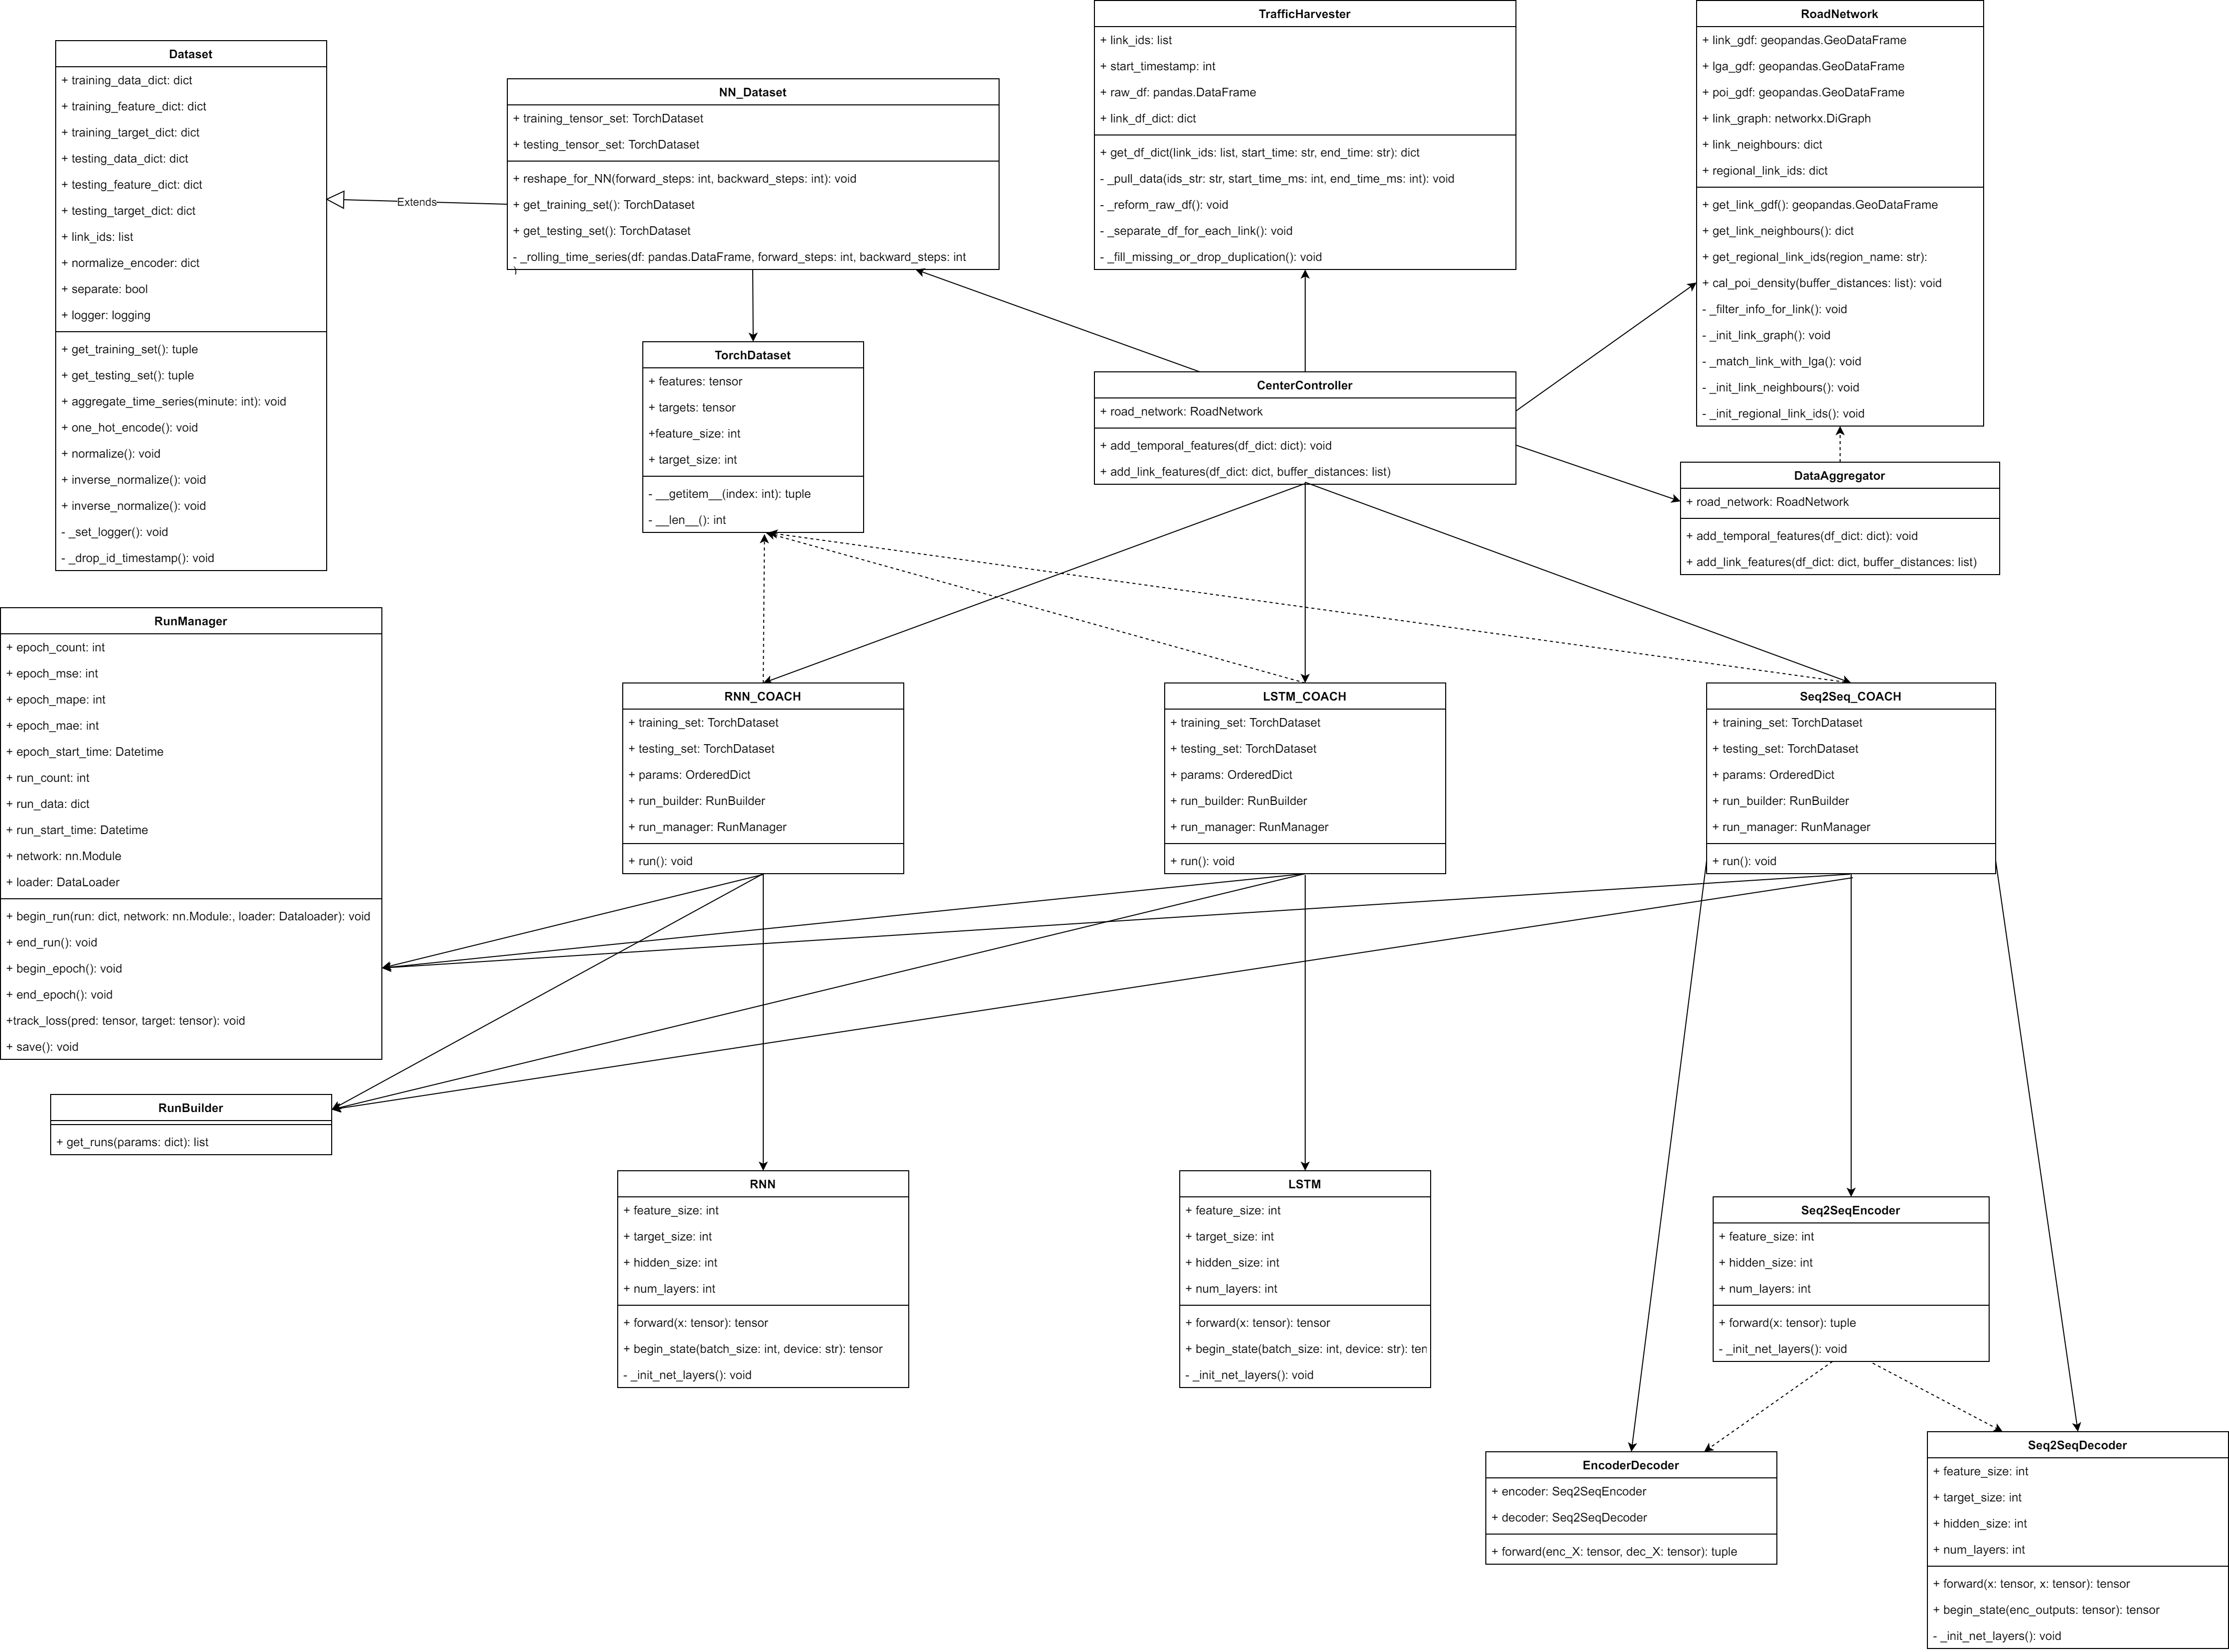 Dataset
+ training_data_dict: dict
+ training_feature_dict: dict
+ training_target_dict: dict
+ testing_data_dict: dict
+ testing_feature_dict: dict
+ testing_target_dict: dict
+ link_ids: list
+ normalize_encoder: dict
+ separate: bool
+ logger: logging
+ get_training_set(): tuple
+ get_testing_set(): tuple
+ aggregate_time_series(minute: int): void
+ one_hot_encode(): void
+ normalize(): void
+ inverse_normalize(): void
+ inverse_normalize(): void
- _set_logger(): void
- _drop_id_timestamp(): void
Extends
NN_Dataset
+ training_tensor_set: TorchDataset
+ testing_tensor_set: TorchDataset
+ reshape_for_NN(forward_steps: int, backward_steps: int): void
+ get_training_set(): TorchDataset
+ get_testing_set(): TorchDataset
- _rolling_time_series(df: pandas.DataFrame, forward_steps: int, backward_steps: int
)
TrafficHarvester
+ link_ids: list
+ start_timestamp: int
+ raw_df: pandas.DataFrame
+ link_df_dict: dict
+ get_df_dict(link_ids: list, start_time: str, end_time: str): dict
- _pull_data(ids_str: str, start_time_ms: int, end_time_ms: int): void
- _reform_raw_df(): void
- _separate_df_for_each_link(): void
- _fill_missing_or_drop_duplication(): void
RoadNetwork
+ link_gdf: geopandas.GeoDataFrame
+ lga_gdf: geopandas.GeoDataFrame
+ poi_gdf: geopandas.GeoDataFrame
+ link_graph: networkx.DiGraph
+ link_neighbours: dict
+ regional_link_ids: dict
+ get_link_gdf(): geopandas.GeoDataFrame
+ get_link_neighbours(): dict
+ get_regional_link_ids(region_name: str):
+ cal_poi_density(buffer_distances: list): void
- _filter_info_for_link(): void
- _init_link_graph(): void
- _match_link_with_lga(): void
- _init_link_neighbours(): void
- _init_regional_link_ids(): void
TorchDataset
+ features: tensor
+ targets: tensor
+feature_size: int
+ target_size: int
- __getitem__(index: int): tuple
- __len__(): int
CenterController
+ road_network: RoadNetwork
+ add_temporal_features(df_dict: dict): void
+ add_link_features(df_dict: dict, buffer_distances: list)
DataAggregator
+ road_network: RoadNetwork
+ add_temporal_features(df_dict: dict): void
+ add_link_features(df_dict: dict, buffer_distances: list)
RunManager
+ epoch_count: int
+ epoch_mse: int
+ epoch_mape: int
+ epoch_mae: int
+ epoch_start_time: Datetime
+ run_count: int
+ run_data: dict
+ run_start_time: Datetime
+ network: nn.Module
+ loader: DataLoader
+ begin_run(run: dict, network: nn.Module:, loader: Dataloader): void
+ end_run(): void
+ begin_epoch(): void
+ end_epoch(): void
+track_loss(pred: tensor, target: tensor): void
+ save(): void
RNN_COACH
+ training_set: TorchDataset
+ testing_set: TorchDataset
+ params: OrderedDict
+ run_builder: RunBuilder
+ run_manager: RunManager
+ run(): void
LSTM_COACH
+ training_set: TorchDataset
+ testing_set: TorchDataset
+ params: OrderedDict
+ run_builder: RunBuilder
+ run_manager: RunManager
+ run(): void
Seq2Seq_COACH
+ training_set: TorchDataset
+ testing_set: TorchDataset
+ params: OrderedDict
+ run_builder: RunBuilder
+ run_manager: RunManager
+ run(): void
RunBuilder
+ get_runs(params: dict): list
RNN
+ feature_size: int
+ target_size: int
+ hidden_size: int
+ num_layers: int
+ forward(x: tensor): tensor
+ begin_state(batch_size: int, device: str): tensor
- _init_net_layers(): void
LSTM
+ feature_size: int
+ target_size: int
+ hidden_size: int
+ num_layers: int
+ forward(x: tensor): tensor
+ begin_state(batch_size: int, device: str): ten
- _init_net_layers(): void
Seq2SeqEncoder
+ feature_size: int
+ hidden_size: int
+ num_layers: int
+ forward(x: tensor): tuple
- _init_net_layers(): void
EncoderDecoder
+ encoder: Seq2SeqEncoder
+ decoder: Seq2SeqDecoder
+ forward(enc_X: tensor, dec_X: tensor): tuple
Seq2SeqDecoder
+ feature_size: int
+ target_size: int
+ hidden_size: int
+ num_layers: int
+ forward(x: tensor, x: tensor): tensor
+ begin_state(enc_outputs: tensor): tensor
- _init_net_layers(): void